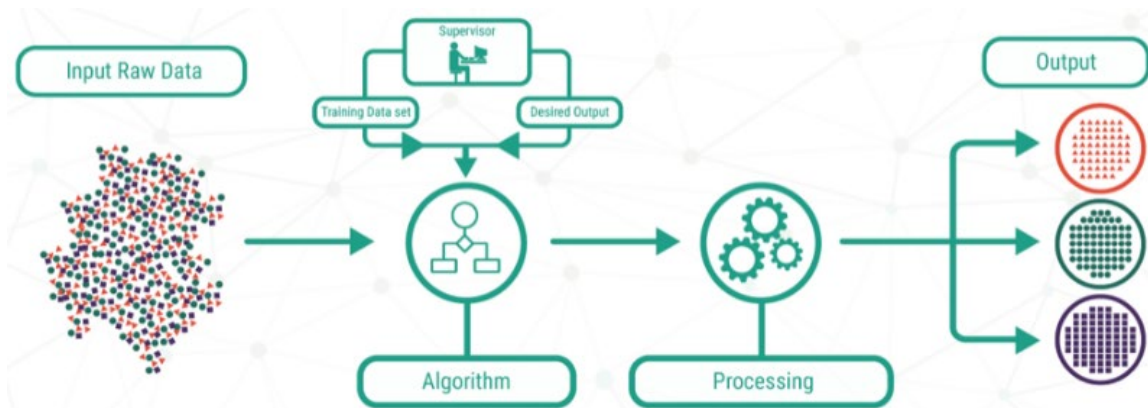 Input Raw Data
Supervisor
Training Data set
Desired Output
Output
Algorithm
Processing